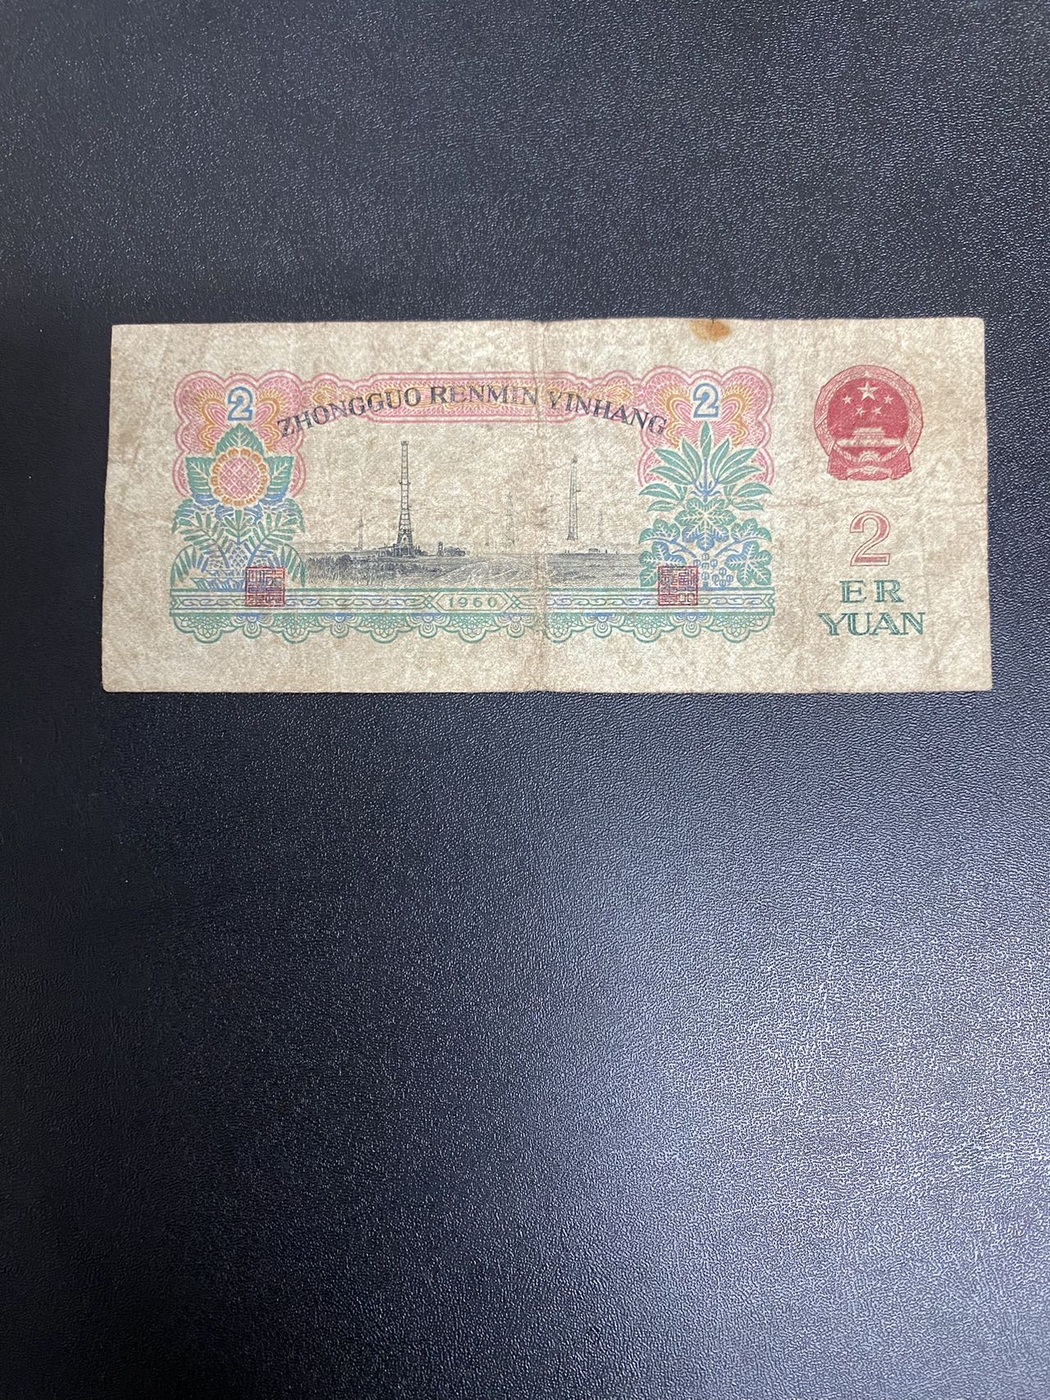 2
2
ZHONGGUO RENMIN YINHANG
2
ER
YUAN
1960